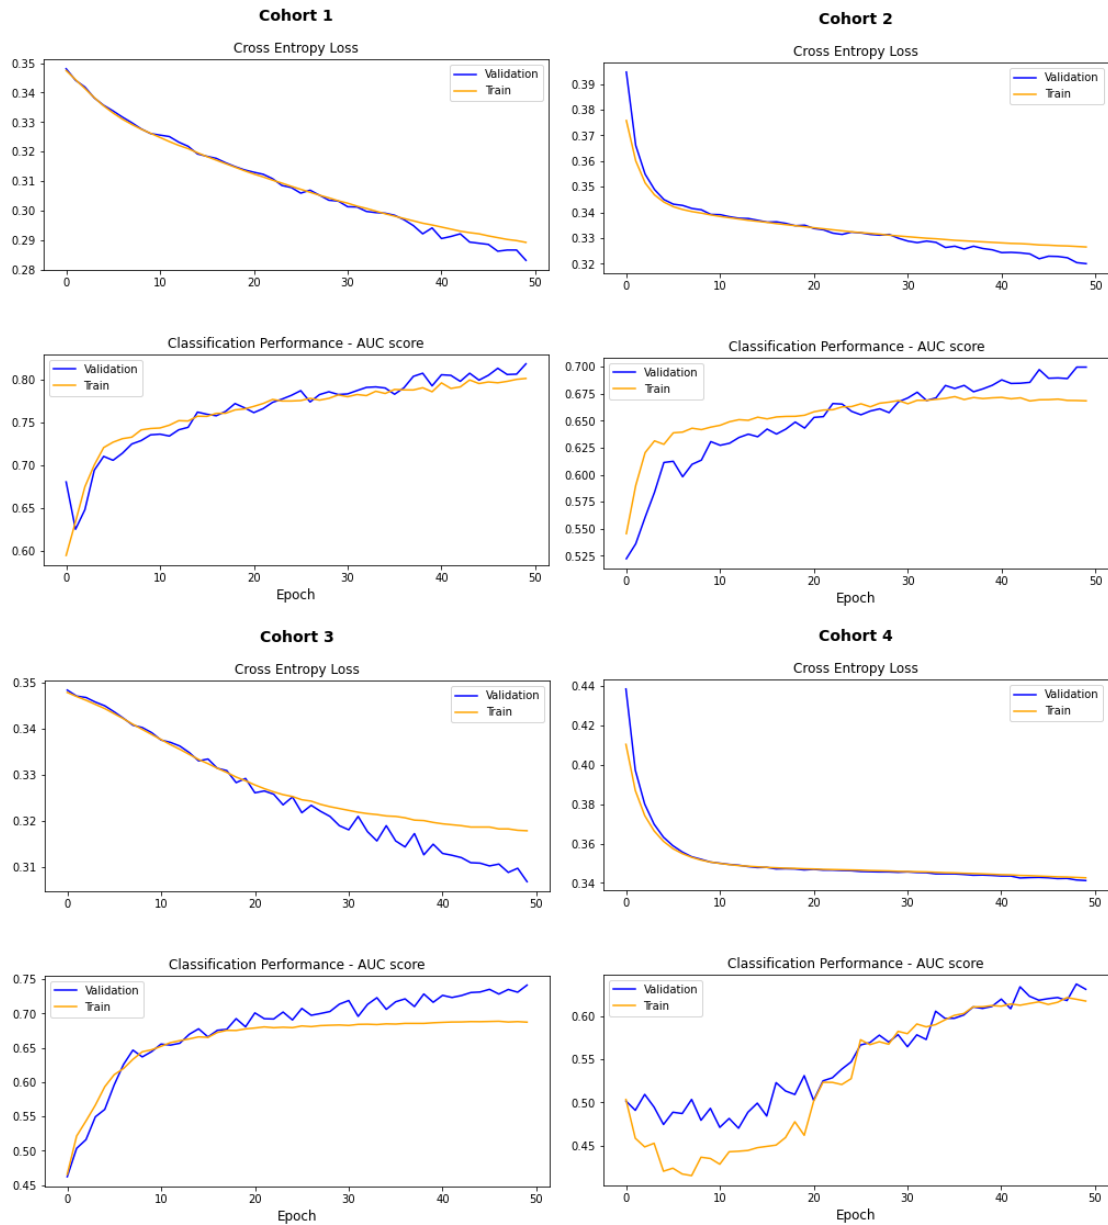 Cohort 1
Cross Entropy Loss
0.35
0.34
0.33
0.32
0.31
0.30
0.29
0.28
Validation
Train
0 10 20 30 40 50
Classification Performance - AUC score
0.80
0.75
0.70
0.65
0.60
Validation
Train
0 10 20 30 40 50
Epoch
Cohort 2
Cross Entropy Loss
0.39
0.38
0.37
0.36
0.35
0.34
0.33
0.32
Validation
Train
0 10 20 30 40 50
Classification Performance - AUC score
0.700
0.675
0.650
0.625
0.600
0.575
0.550
0.525
Validation
Train
0 10 20 30 40 50
Epoch
Cohort 3
Cross Entropy Loss
0.35
0.34
0.33
0.32
0.31
Validation
Train
0 10 20 30 40 50
Classification Performance - AUC score
0.75
0.70
0.65
0.60
0.55
0.50
0.45
Validation
Train
0 10 20 30 40 50
Epoch
Cohort 4
Cross Entropy Loss
0.44
0.42
0.40
0.38
0.36
0.34
Validation
Train
0 10 20 30 40 50
Classification Performance - AUC score
0.60
0.55
0.50
0.45
Validation
Train
0 10 20 30 40 50
Epoch